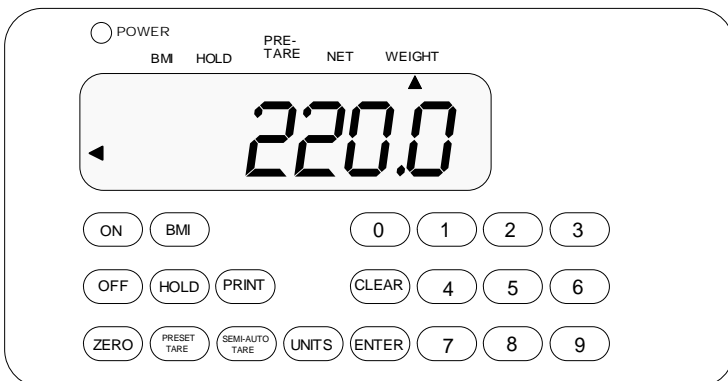 POWER
BMI HOLD PRE-TARE NET WEIGHT
220.0
ON BMI 0 1 2 3
OFF HOLD PRINT CLEAR 4 5 6
ZERO PRESET TARE SEMI-AUTO TARE UNITS ENTER 7 8 9